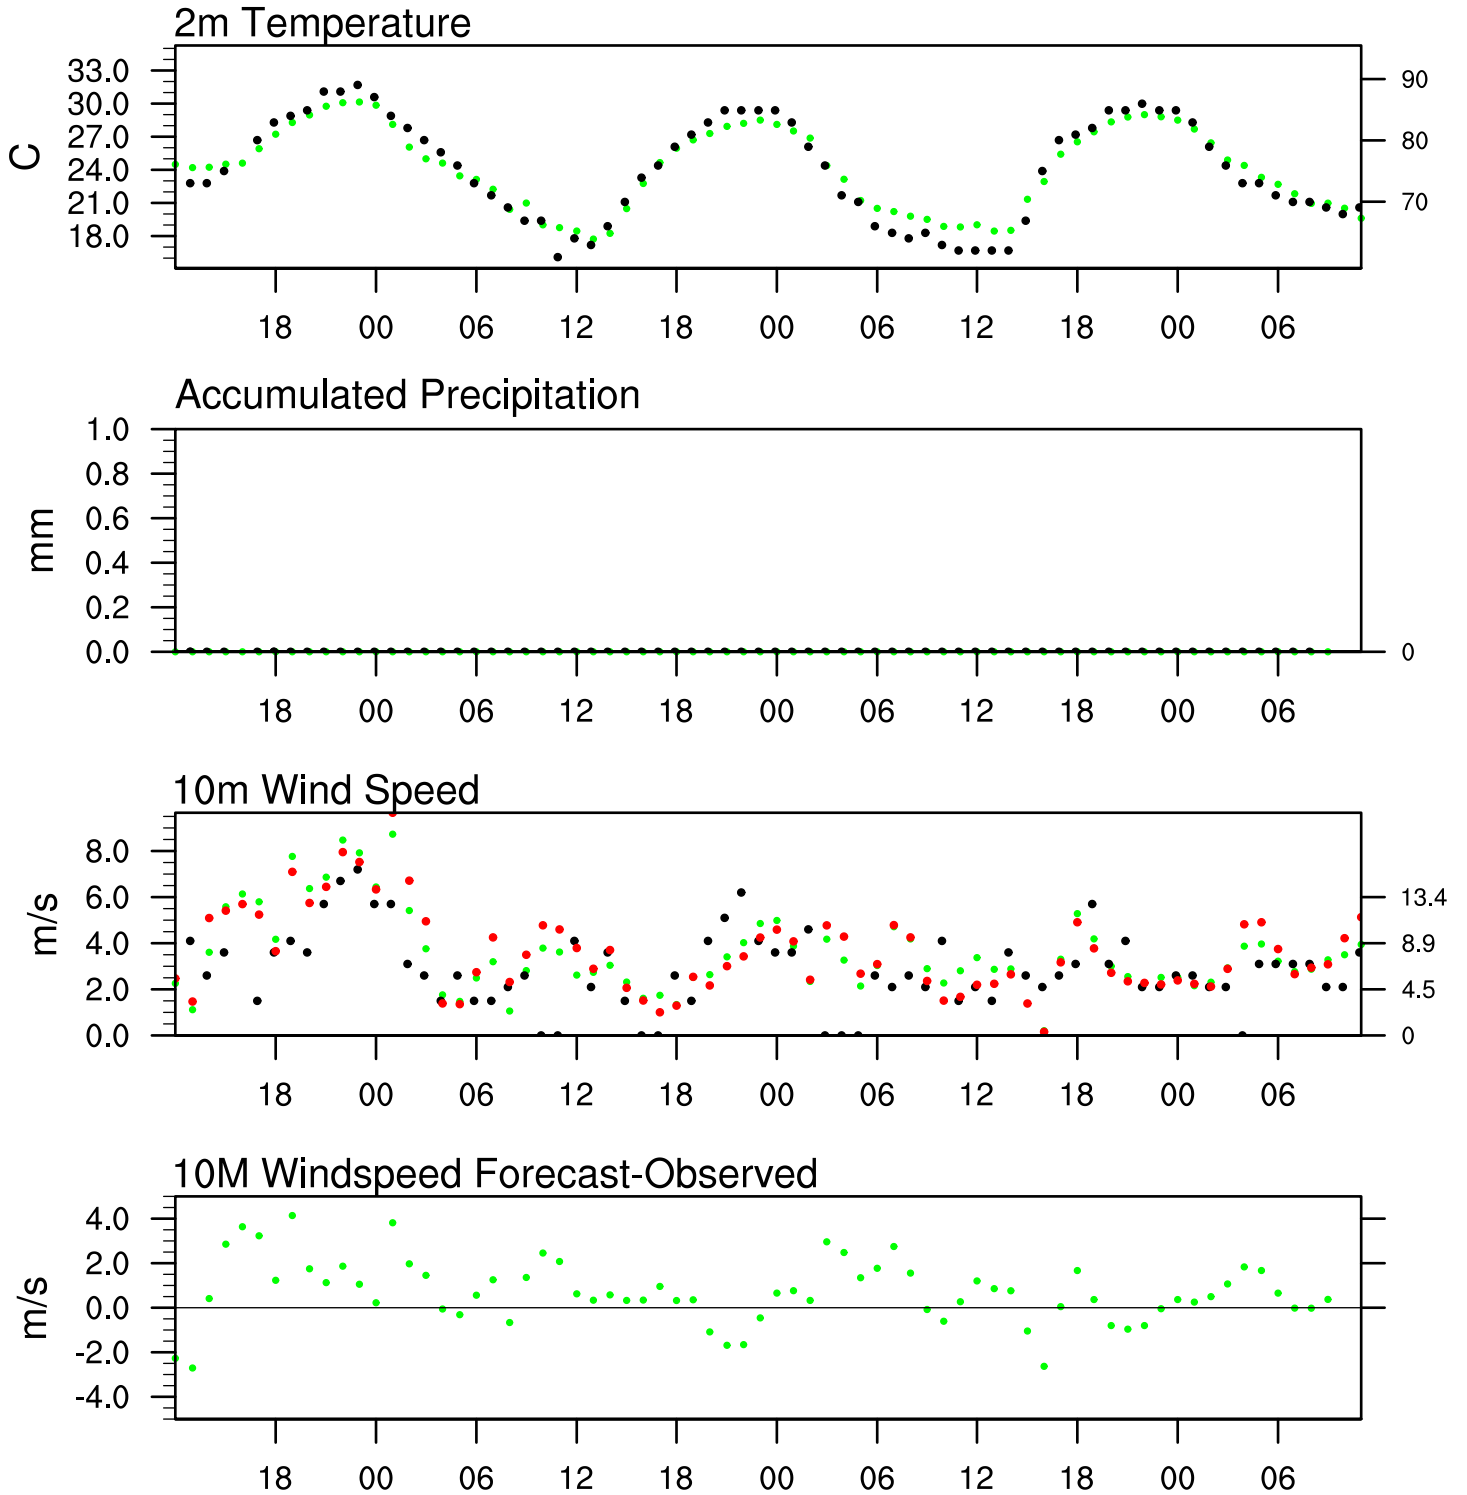 2m Temperature
33.0
30.0
27.0
24.0
21.0
18.0
C
90
80
70
18 00 06 12 18 00 06 12 18 00 06
Accumulated Precipitation
1.0
0.8
0.6
0.4
0.2
0.0
mm
0
18 00 06 12 18 00 06 12 18 00 06
10m Wind Speed
8.0
6.0
4.0
2.0
0.0
m/s
13.4
8.9
4.5
0
18 00 06 12 18 00 06 12 18 00 06
10M Windspeed Forecast-Observed
4.0
2.0
0.0
-2.0
-4.0
m/s
18 00 06 12 18 00 06 12 18 00 06